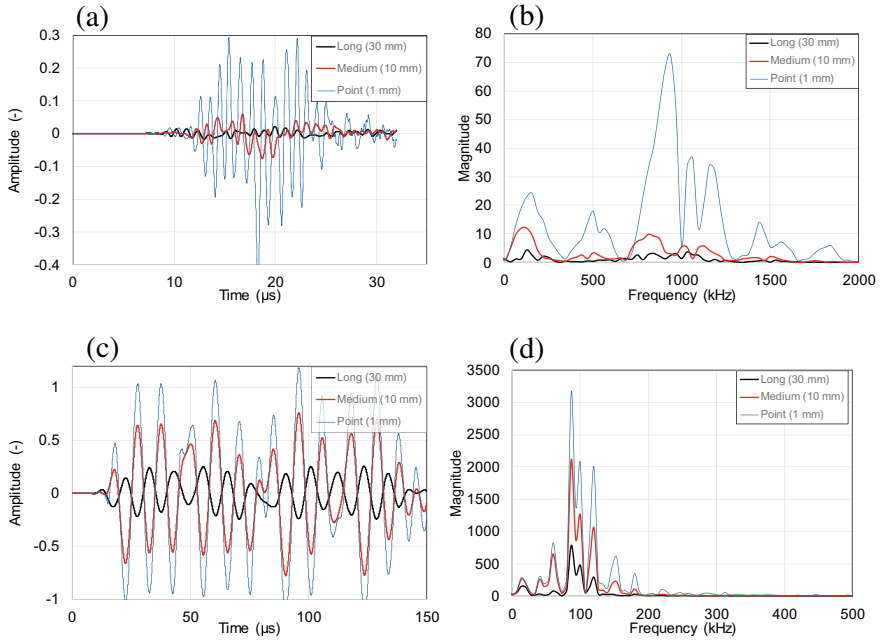 (a)
0.3
0.2
0.1
0
-0.1
-0.2
-0.3
-0.4
Amplitude (-)
0 10 20 30
Time (µs)
Long (30 mm)
Medium (10 mm)
Point (1 mm)
(b)
80
70
60
50
40
30
20
10
0
Magnitude
0 500 1000 1500 2000
Frequency (kHz)
Long (30 mm)
Medium (10 mm)
Point (1 mm)
(c)
1
0.5
0
-0.5
-1
Amplitude (-)
0 50 100 150
Time (µs)
Long (30 mm)
Medium (10 mm)
Point (1 mm)
(d)
3500
3000
2500
2000
1500
1000
500
0
Magnitude
0 100 200 300 400 500
Frequency (kHz)
Long (30 mm)
Medium (10 mm)
Point (1 mm)